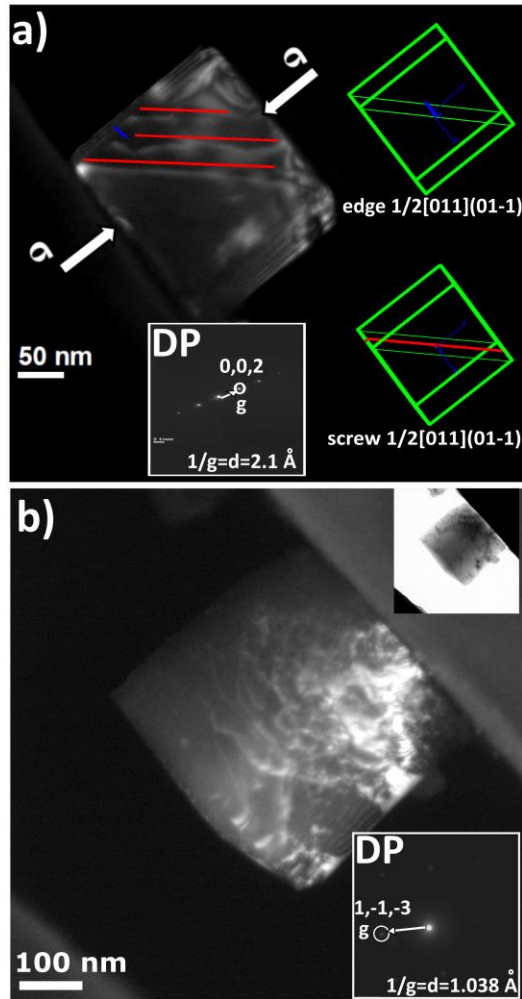 a)
σ
σ
edge 1/2[011](01-1)
50 nm
DP
0,0,2
g
1/g=d=2.1 Å
screw 1/2[011](01-1)
b)
DP
1,-1,-3
g
1/g=d=1.038 Å
100 nm